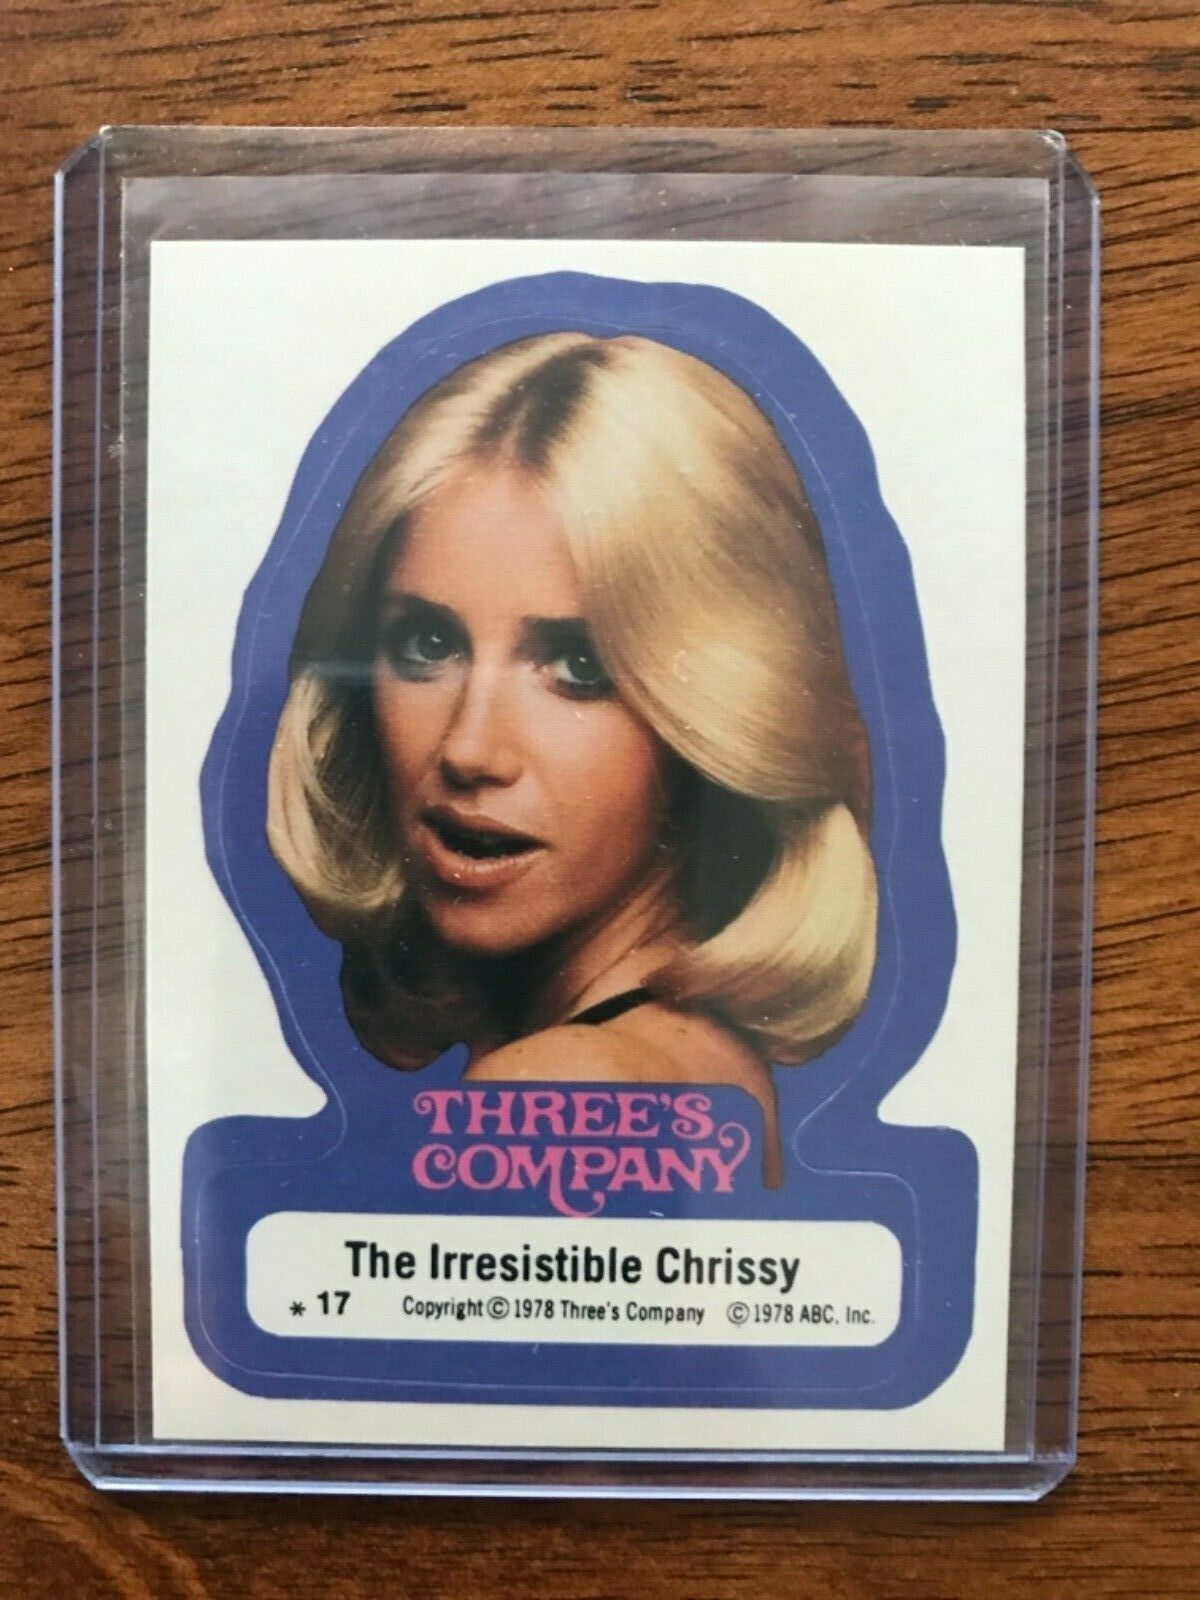 THREE'S
COMPANY
The Irresistible Chrissy
* 17 Copyright © 1978 Three's Company © 1978 ABC, Inc.